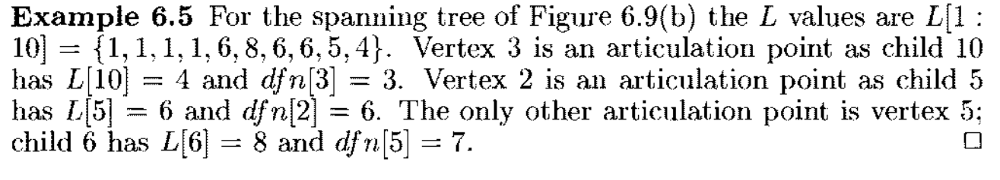 Example 6.5 For the spanning tree of Figure 6.9(b) the L values are L[1 :
10] = {1, 1, 1, 1, 6, 8, 6, 6, 5, 4}. Vertex 3 is an articulation point as child 10
has L[10] = 4 and dfn[3] = 3. Vertex 2 is an articulation point as child 5
has L[5] = 6 and dfn[2] = 6. The only other articulation point is vertex 5;
child 6 has L[6] = 8 and dfn[5] = 7. □